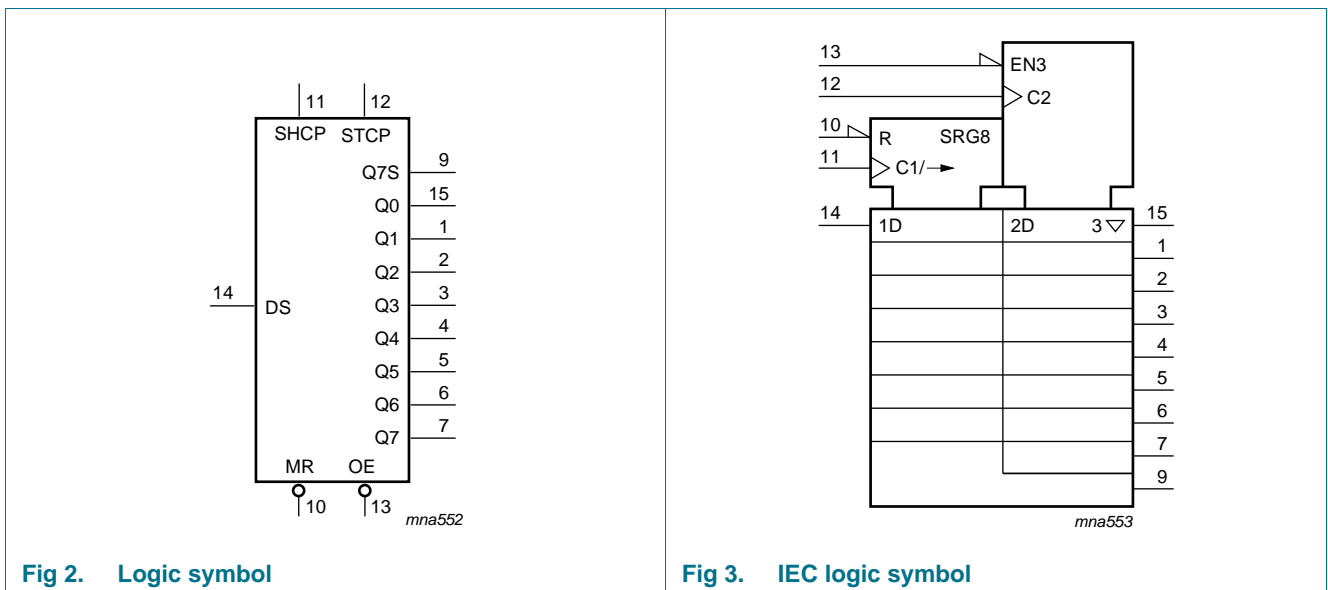 11 12
SHCP STCP
Q7S 9
Q0 15
Q1 1
Q2 2
14 DS Q3 3
Q4 4
Q5 5
Q6 6
Q7 7
MR OE
10 13
mna552
Fig 2. Logic symbol
13 EN3
12 C2
10 R SRG8
11 C1/→
14 1D 2D 3▽ 15
1
2
3
4
5
6
7
9
mna553
Fig 3. IEC logic symbol